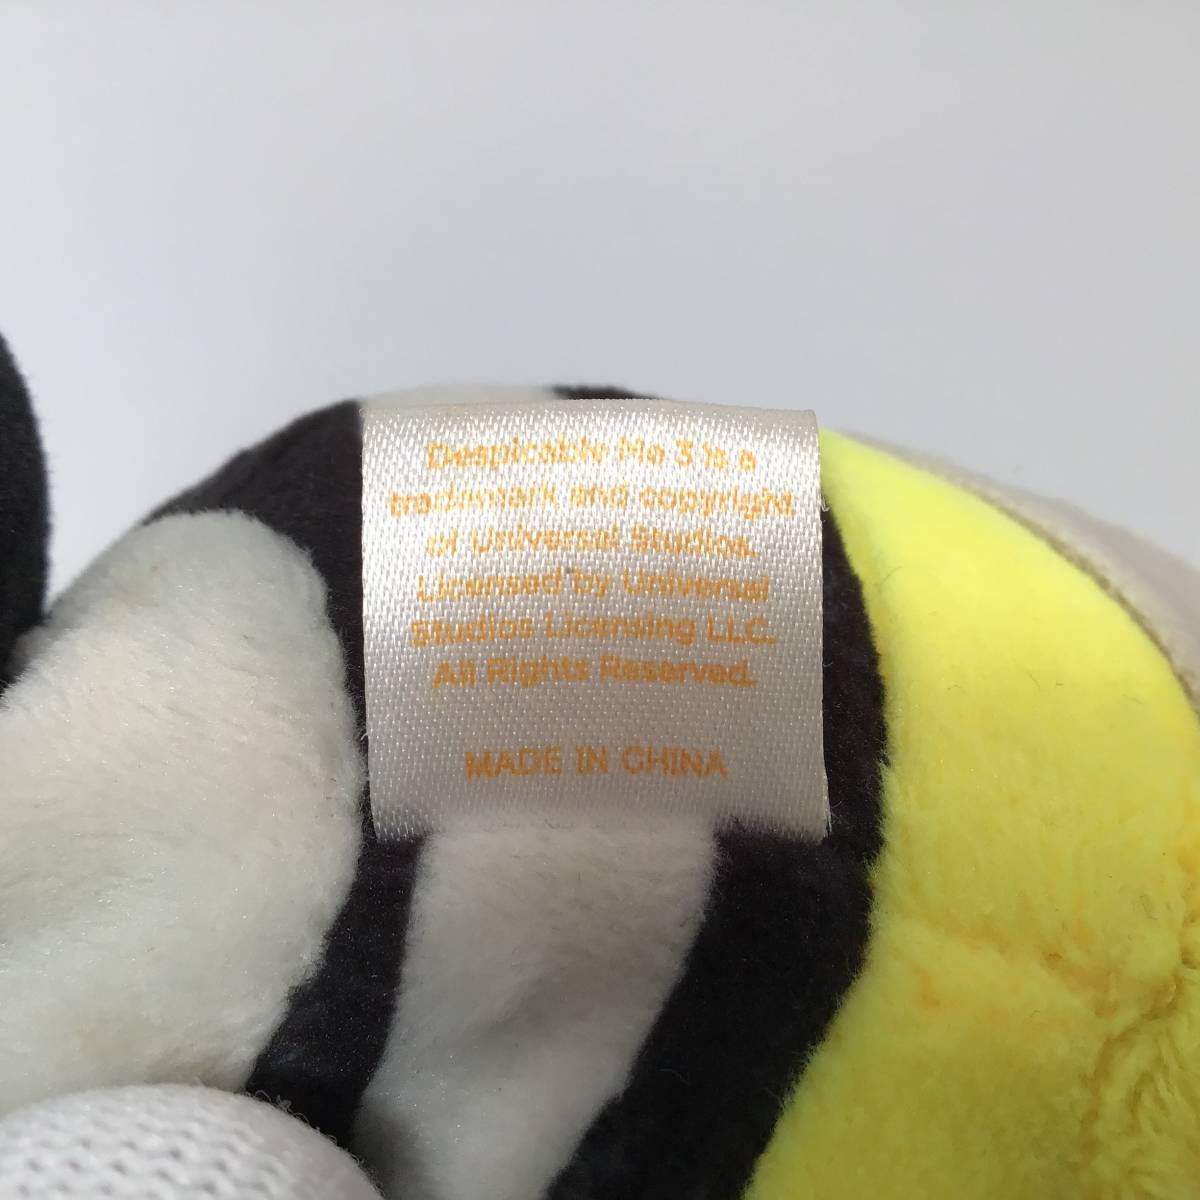 Despicable Me 3 is a
trademark and copyright
of Universal Studios.
Licensed by Universal
Studios Licensing LLC.
All Rights Reserved.
MADE IN CHINA